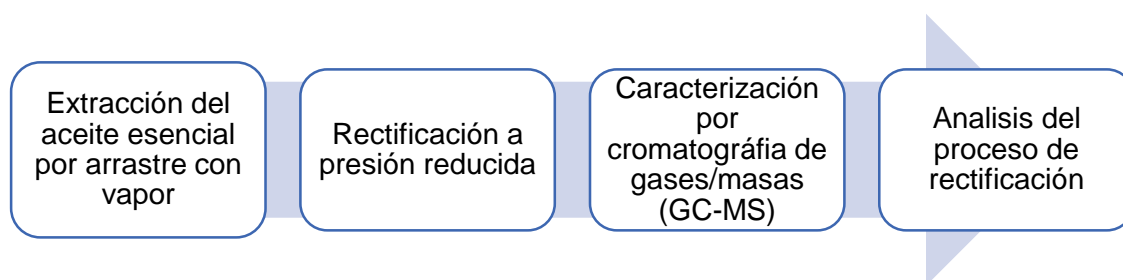 Extracción del
aceite esencial
por arrastre con
vapor
Rectificación a
presión reducida
Caracterización
por
cromatográfia de
gases/masas
(GC-MS)
Analisis del
proceso de
rectificación